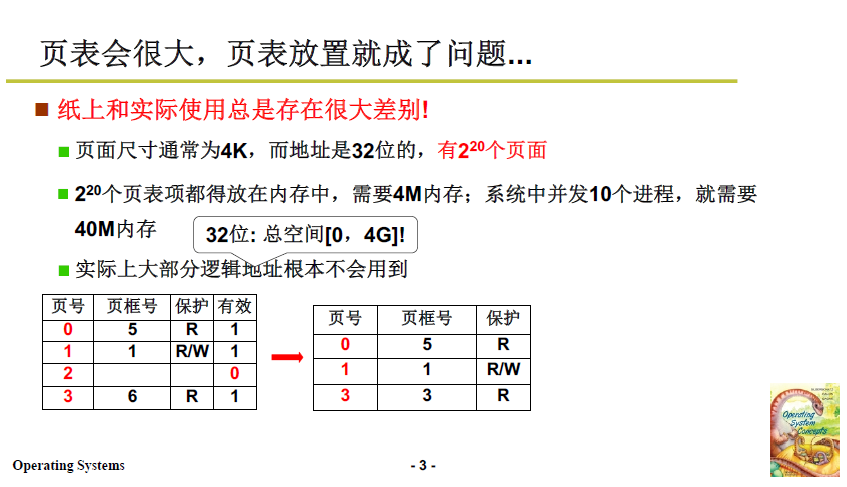 页表会很大，页表放置就成了问题...
纸上和实际使用总是存在很大差别!
页面尺寸通常为4K，而地址是32位的，有2²⁰个页面
2²⁰个页表项都得放在内存中，需要4M内存；系统中并发10个进程，就需要
40M内存
32位: 总空间[0，4G]!
实际上大部分逻辑地址根本不会用到
页号 页框号 保护 有效
0 5 R 1
1 1 R/W 1
2 0
3 6 R 1
页号 页框号 保护
0 5 R
1 1 R/W
3 3 R
Operating
System
Concepts
Operating Systems
- 3 -